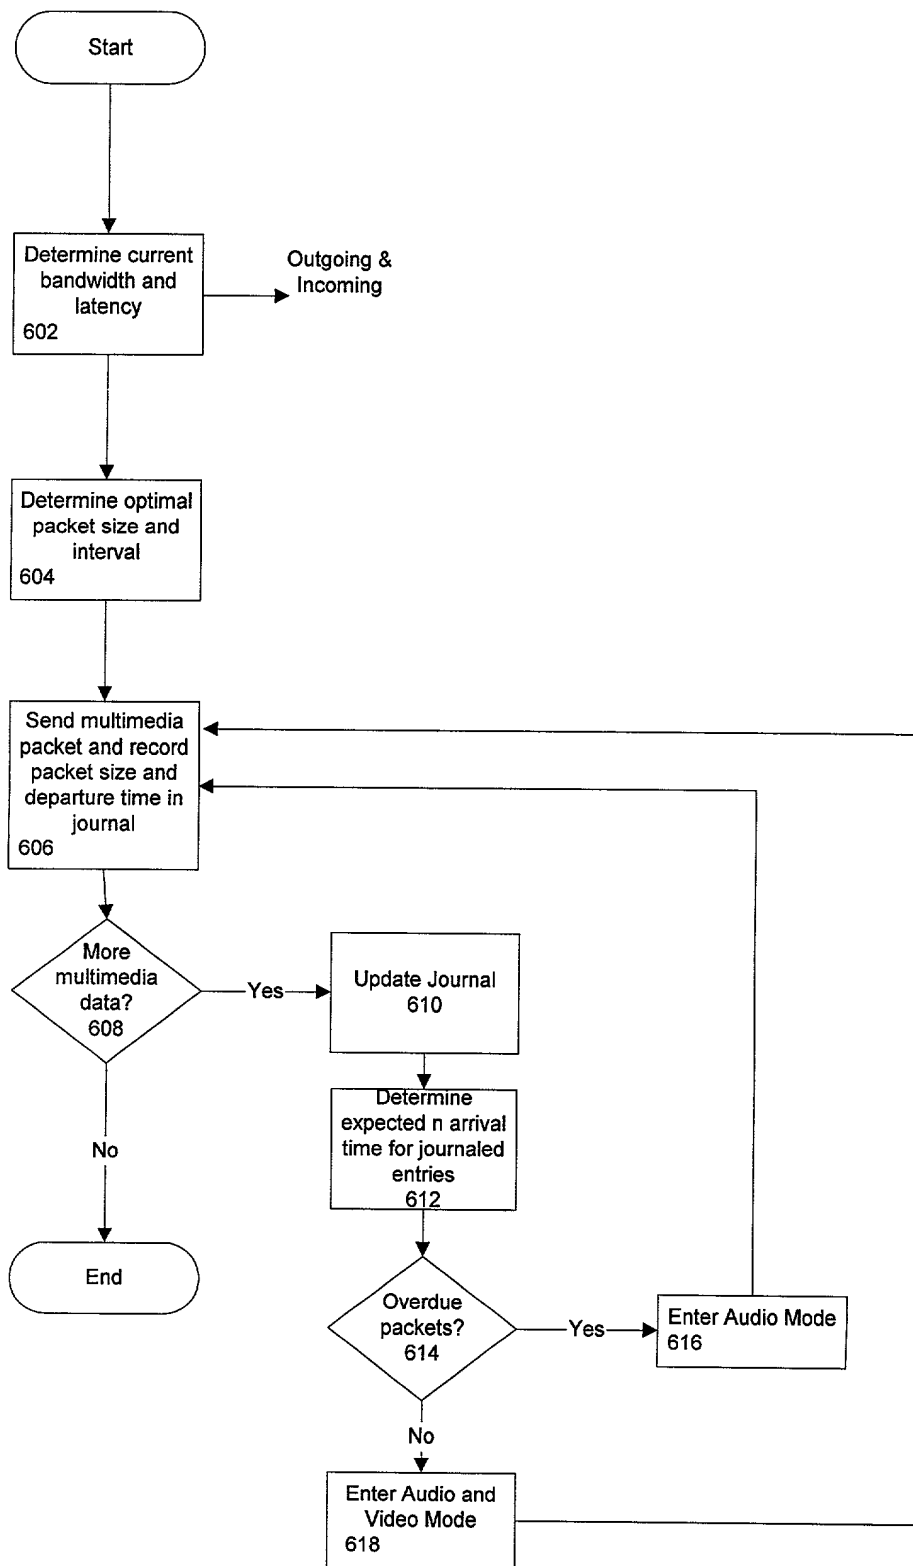 Start
Determine current
bandwidth and
latency
602
Outgoing &
Incoming
Determine optimal
packet size and
interval
604
Send multimedia
packet and record
packet size and
departure time in
journal
606
More
multimedia
data?
608
Yes
Update Journal
610
No
Determine
expected n arrival
time for journaled
entries
612
End
Overdue
packets?
614
Yes
Enter Audio Mode
616
No
Enter Audio and
Video Mode
618